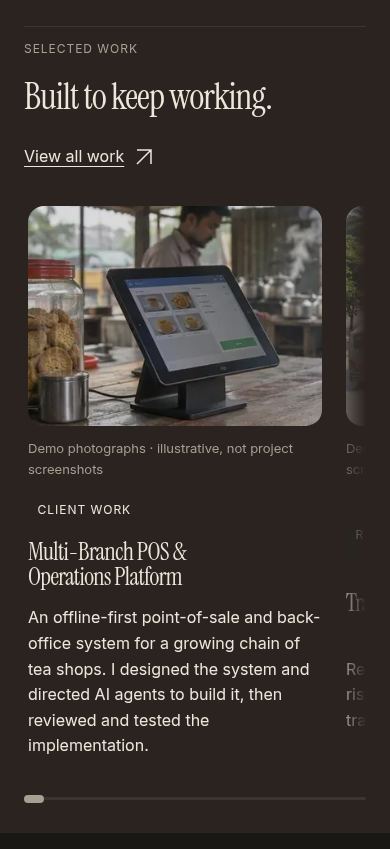 SELECTED WORK
Built to keep working.
View all work
Demo photographs · illustrative, not project
screenshots
CLIENT WORK
Multi-Branch POS &
Operations Platform
An offline-first point-of-sale and back-
office system for a growing chain of
tea shops. I designed the system and
directed AI agents to build it, then
reviewed and tested the
implementation.